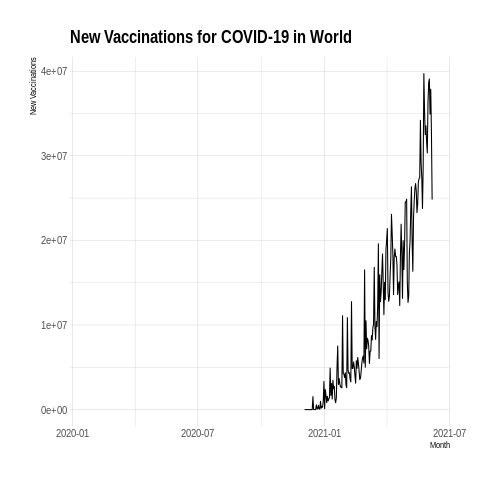 New Vaccinations for COVID-19 in World
New Vaccinations
4e+07
3e+07
2e+07
1e+07
0e+00
2020-01 2020-07 2021-01 2021-07
Month